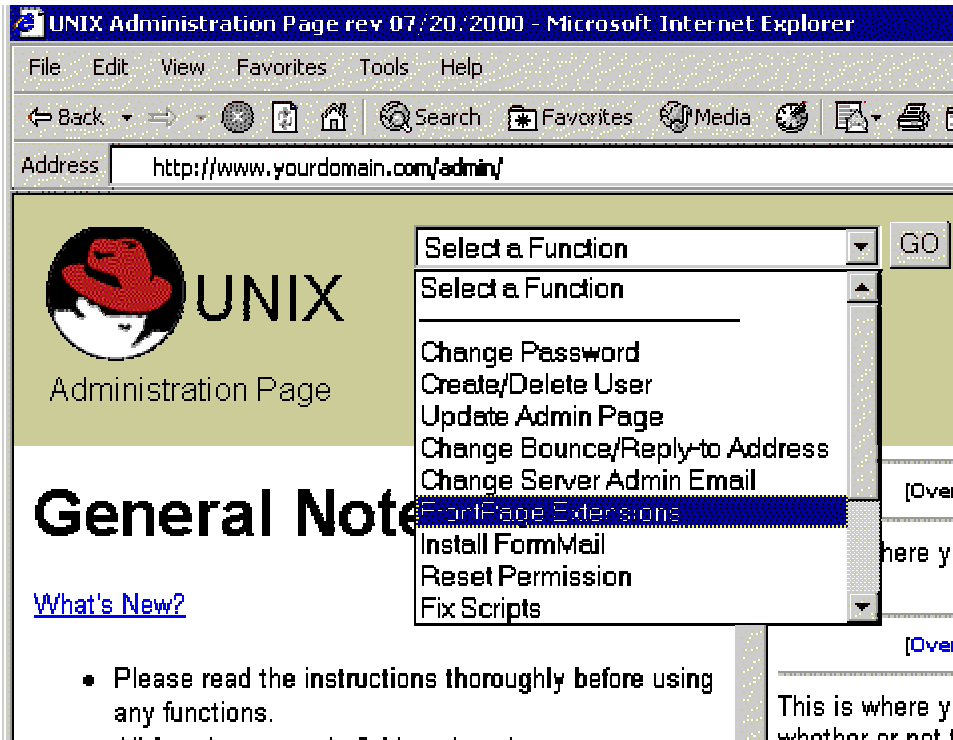 UNIX Administration Page rev 07/20/2000 - Microsoft Internet Explorer
File Edit View Favorites Tools Help
Back Search Favorites Media
Address http://www.yourdomain.com/admin/
UNIX
Administration Page
Select a Function GO
Select a Function
Change Password
Create/Delete User
Update Admin Page
Change Bounce/Reply-to Address
Change Server Admin Email
FrontPage Extensions
Install FormMail
Reset Permission
Fix Scripts
General Note
What's New?
• Please read the instructions thoroughly before using
any functions.
[Over
here y
[Over
This is where y
whether or not t